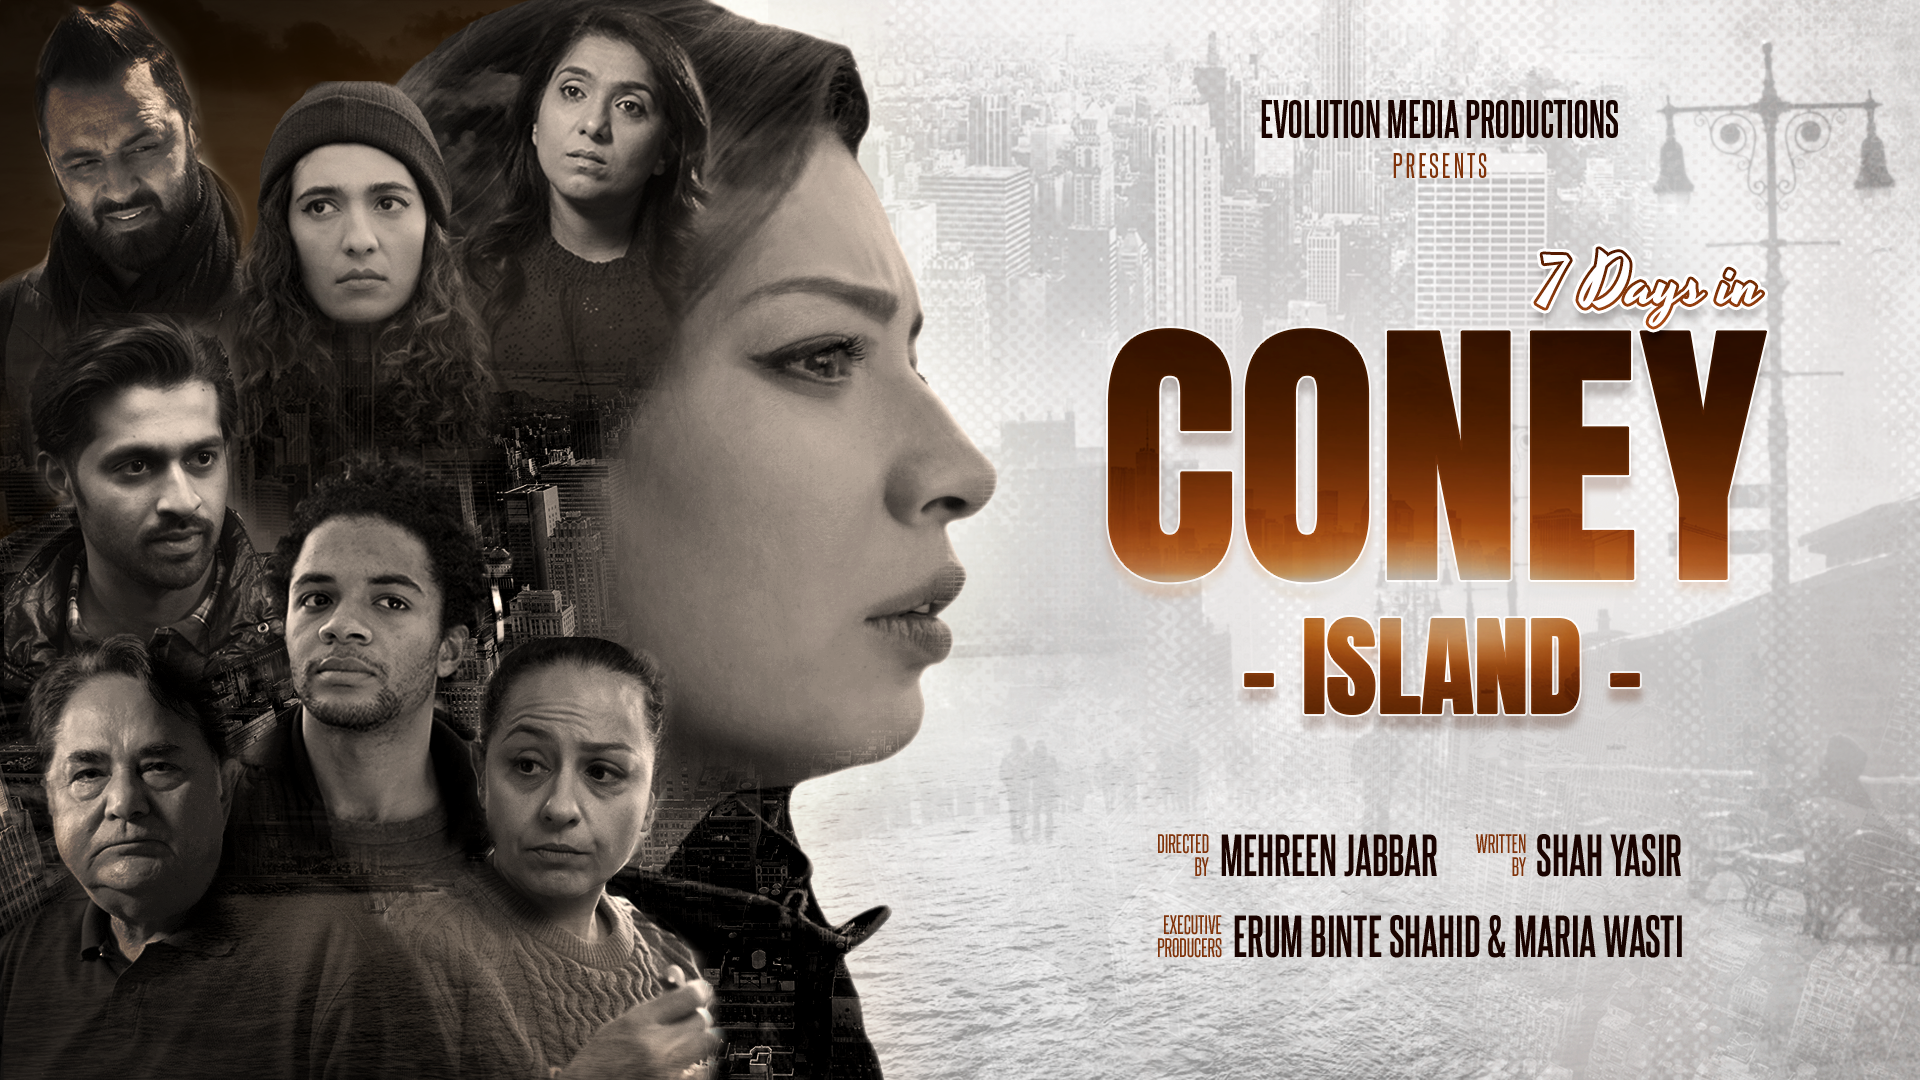 EVOLUTION MEDIA PRODUCTIONS
PRESENTS
7 Days in
CONEY
- ISLAND -
DIRECTED BY MEHREEN JABBAR WRITTEN BY SHAH YASIR
EXECUTIVE PRODUCERS ERUM BINTE SHAHID & MARIA WASTI